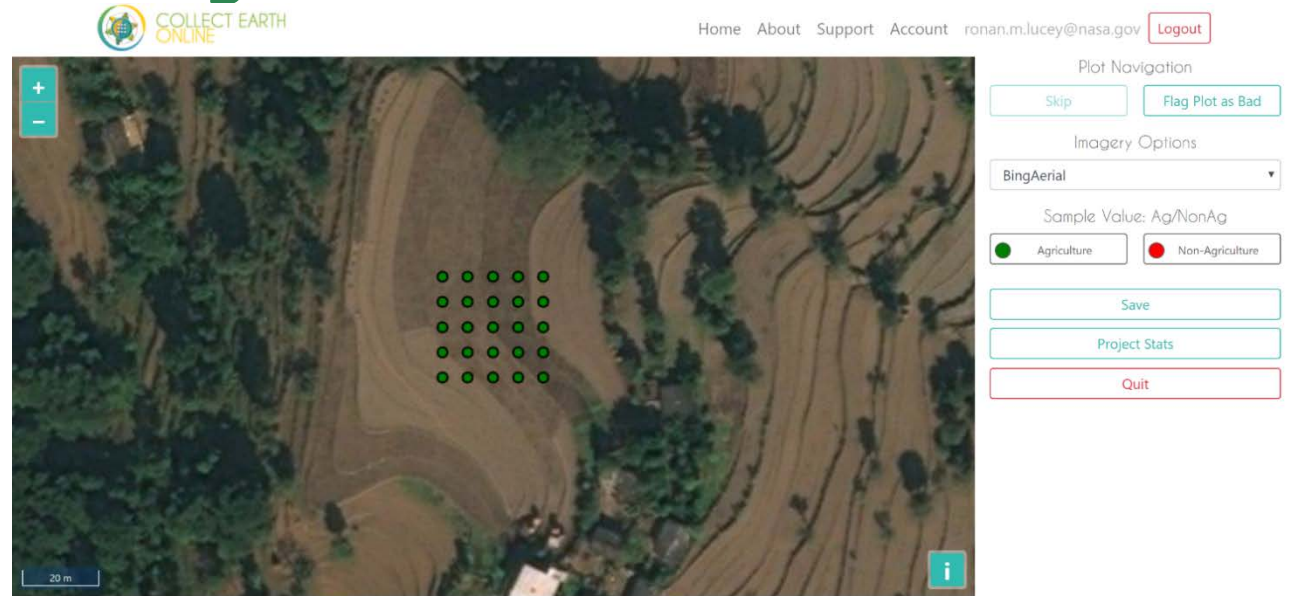 COLLECT EARTH
ONLINE
Home About Support Account ronan.m.lucey@nasa.gov Logout
+
−
Plot Navigation
Skip Flag Plot as Bad
Imagery Options
BingAerial
Sample Value: Ag/NonAg
Agriculture Non-Agriculture
Save
Project Stats
Quit
20 m
i